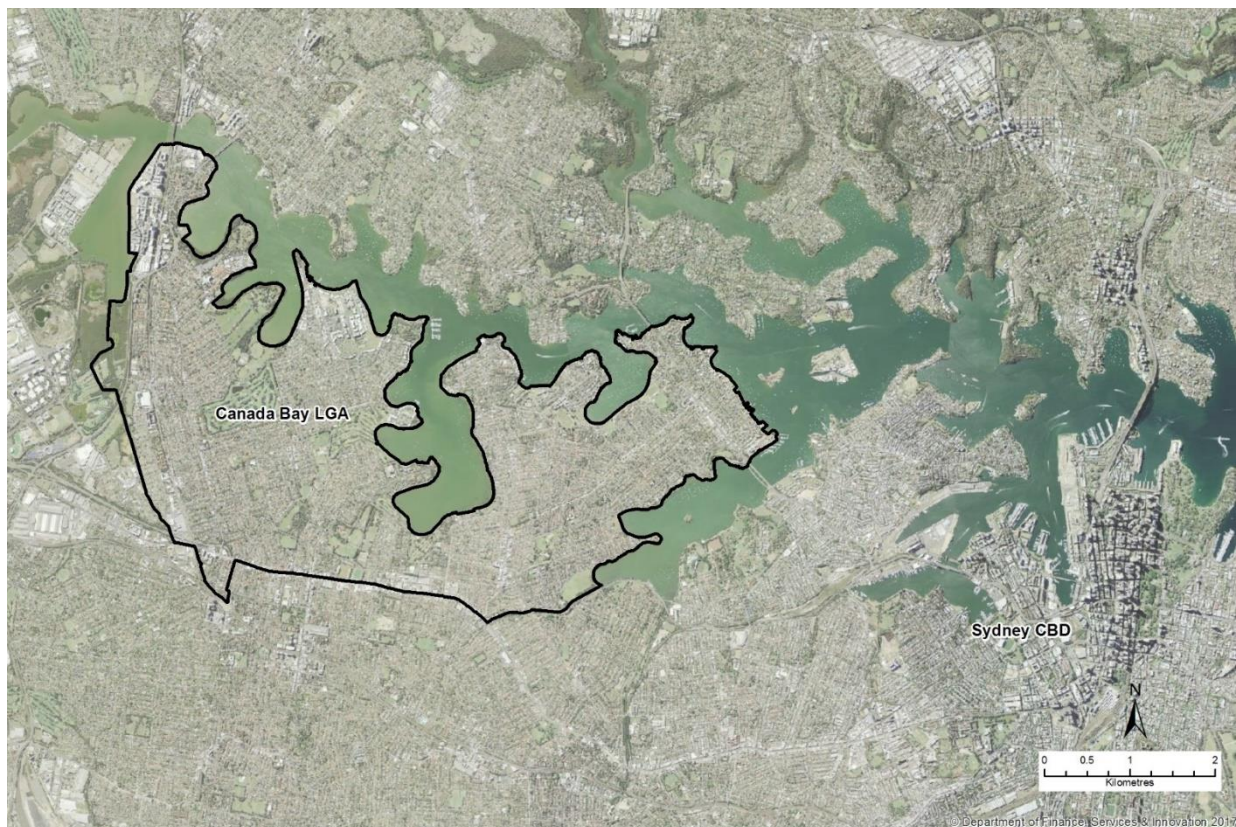 Canada Bay LGA
Sydney CBD
N
0 0.5 1 2
Kilometres
© Department of Finance, Services & Innovation 2017